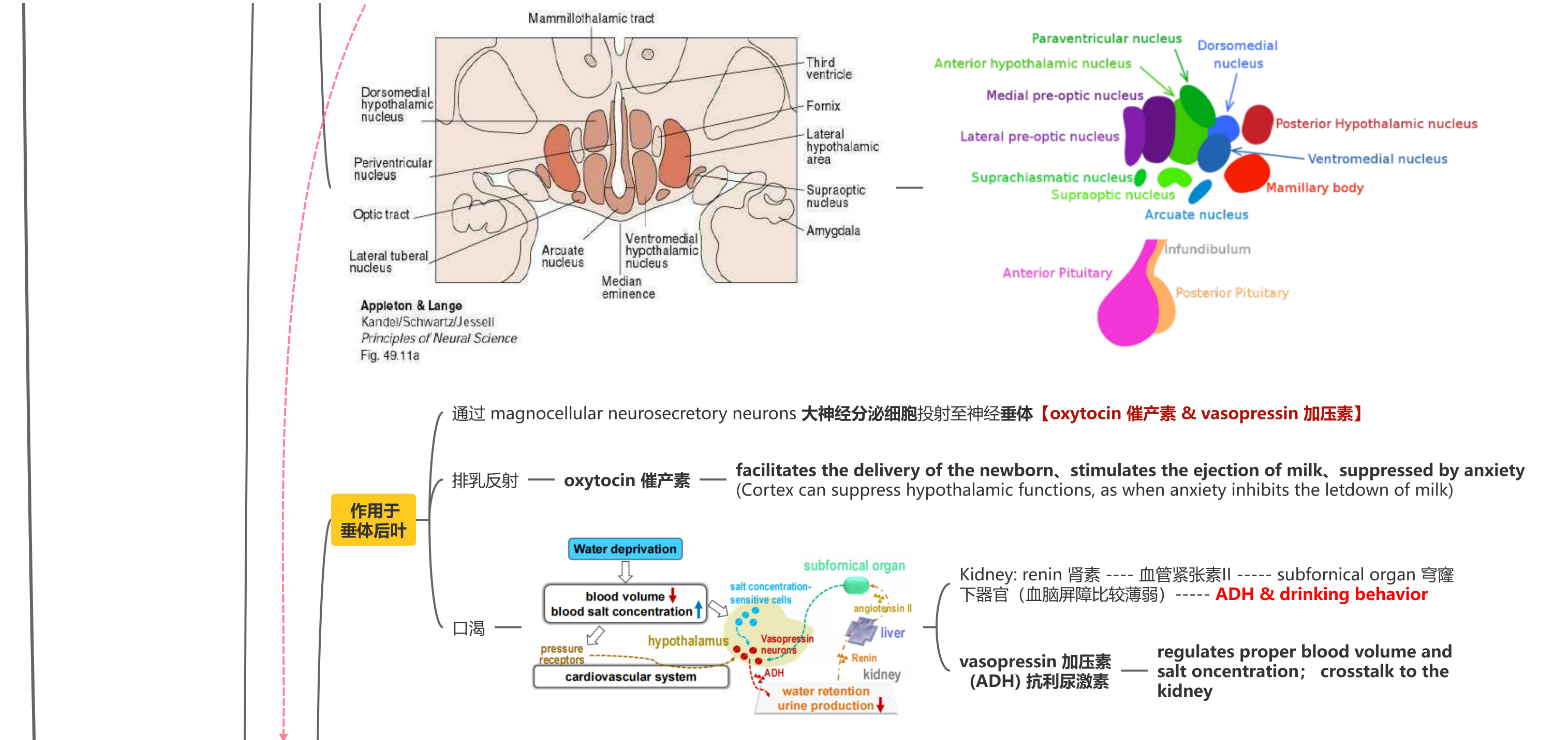 Mammillothalamic tract
Third
ventricle
Dorsomedial
hypothalamic
nucleus
Fornix
Lateral
hypothalamic
area
Periventricular
nucleus
Supraoptic
nucleus
Optic tract
Amygdala
Lateral tuberal
nucleus
Arcuate
nucleus
Ventromedial
hypothalamic
nucleus
Median
eminence
Appleton & Lange
Kandel/Schwartz/Jessell
Principles of Neural Science
Fig. 49.11a
Paraventricular nucleus
Dorsomedial
nucleus
Anterior hypothalamic nucleus
Medial pre-optic nucleus
Posterior Hypothalamic nucleus
Lateral pre-optic nucleus
Ventromedial nucleus
Suprachiasmatic nucleus
Mamillary body
Supraoptic nucleus
Arcuate nucleus
Infundibulum
Anterior Pituitary
Posterior Pituitary
作用于
垂体后叶
通过 magnocellular neurosecretory neurons 大神经分泌细胞投射至神经垂体【oxytocin 催产素 & vasopressin 加压素】
排乳反射
oxytocin 催产素
facilitates the delivery of the newborn、stimulates the ejection of milk、suppressed by anxiety
(Cortex can suppress hypothalamic functions, as when anxiety inhibits the letdown of milk)
口渴
Water deprivation
blood volume
blood salt concentration
salt concentration-
sensitive cells
subfornical organ
angiotensin II
liver
hypothalamus
Vasopressin
neurons
pressure
receptors
Renin
ADH
kidney
cardiovascular system
water retention
urine production
Kidney: renin 肾素 ---- 血管紧张素II ----- subfornical organ 穹窿
下器官（血脑屏障比较薄弱）----- ADH & drinking behavior
vasopressin 加压素
(ADH) 抗利尿激素
regulates proper blood volume and
salt oncentration； crosstalk to the
kidney